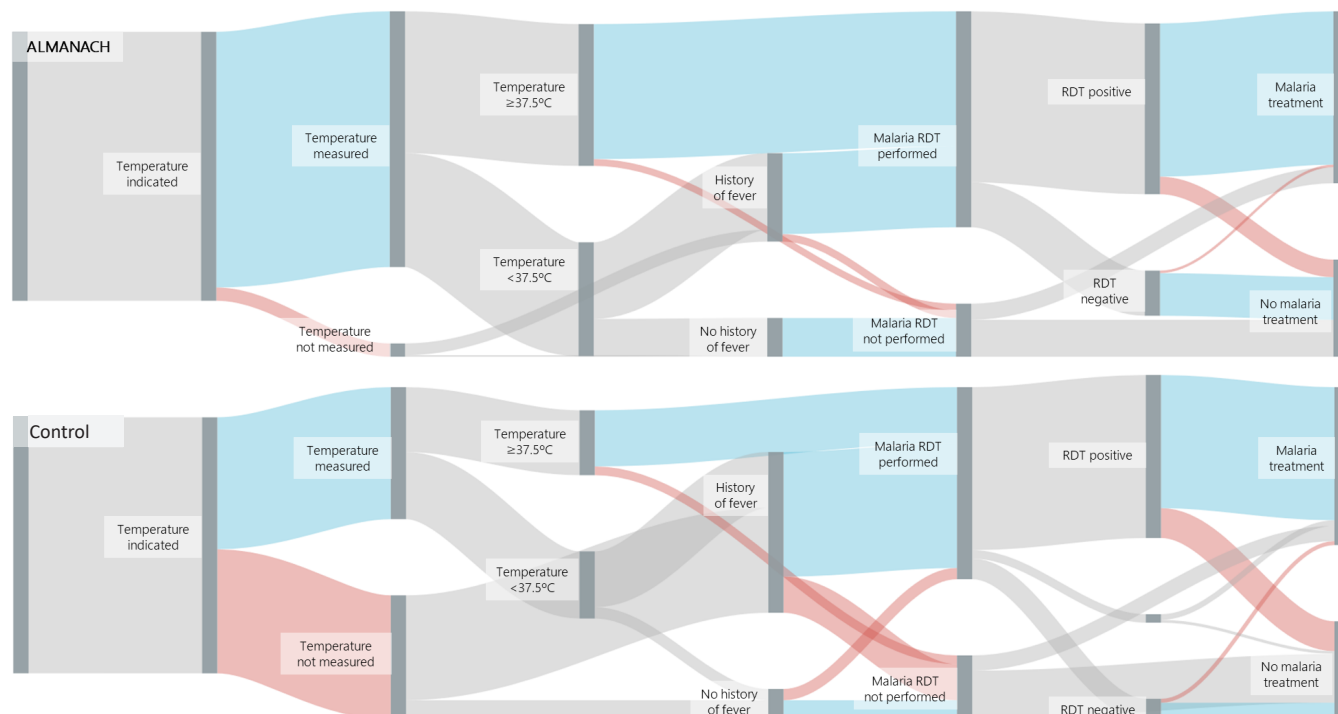 ALMANACH
Temperature
indicated
Temperature
measured
Temperature
not measured
Temperature
≥37.5ºC
Temperature
<37.5ºC
History
of fever
No history
of fever
Malaria RDT
performed
Malaria RDT
not performed
RDT positive
RDT
negative
Malaria
treatment
No malaria
treatment
Control
Temperature
indicated
Temperature
measured
Temperature
not measured
Temperature
≥37.5ºC
Temperature
<37.5ºC
History
of fever
No history
of fever
Malaria RDT
performed
Malaria RDT
not performed
RDT positive
RDT negative
Malaria
treatment
No malaria
treatment